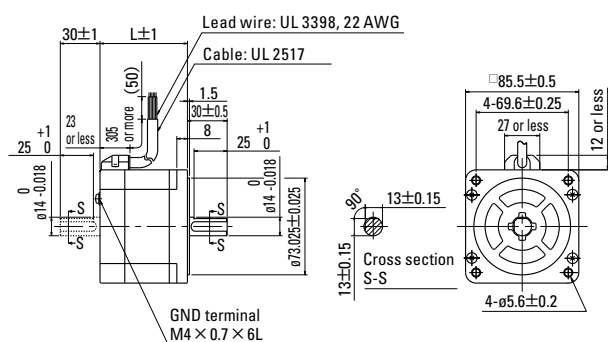 Lead wire: UL 3398, 22 AWG
Cable: UL 2517
30±1
L±1
(50)
305
or more
23
or less
25 +1 0
1.5
30±0.5
8
25 +1 0
0
ø14 -0.018
S
S
0
ø14 -0.018
S
S
ø73.025±0.025
GND terminal
M4×0.7×6L
90°
13±0.15
13±0.15
Cross section
S-S
□85.5±0.5
4-69.6±0.25
27 or less
12 or less
4-ø5.6±0.2